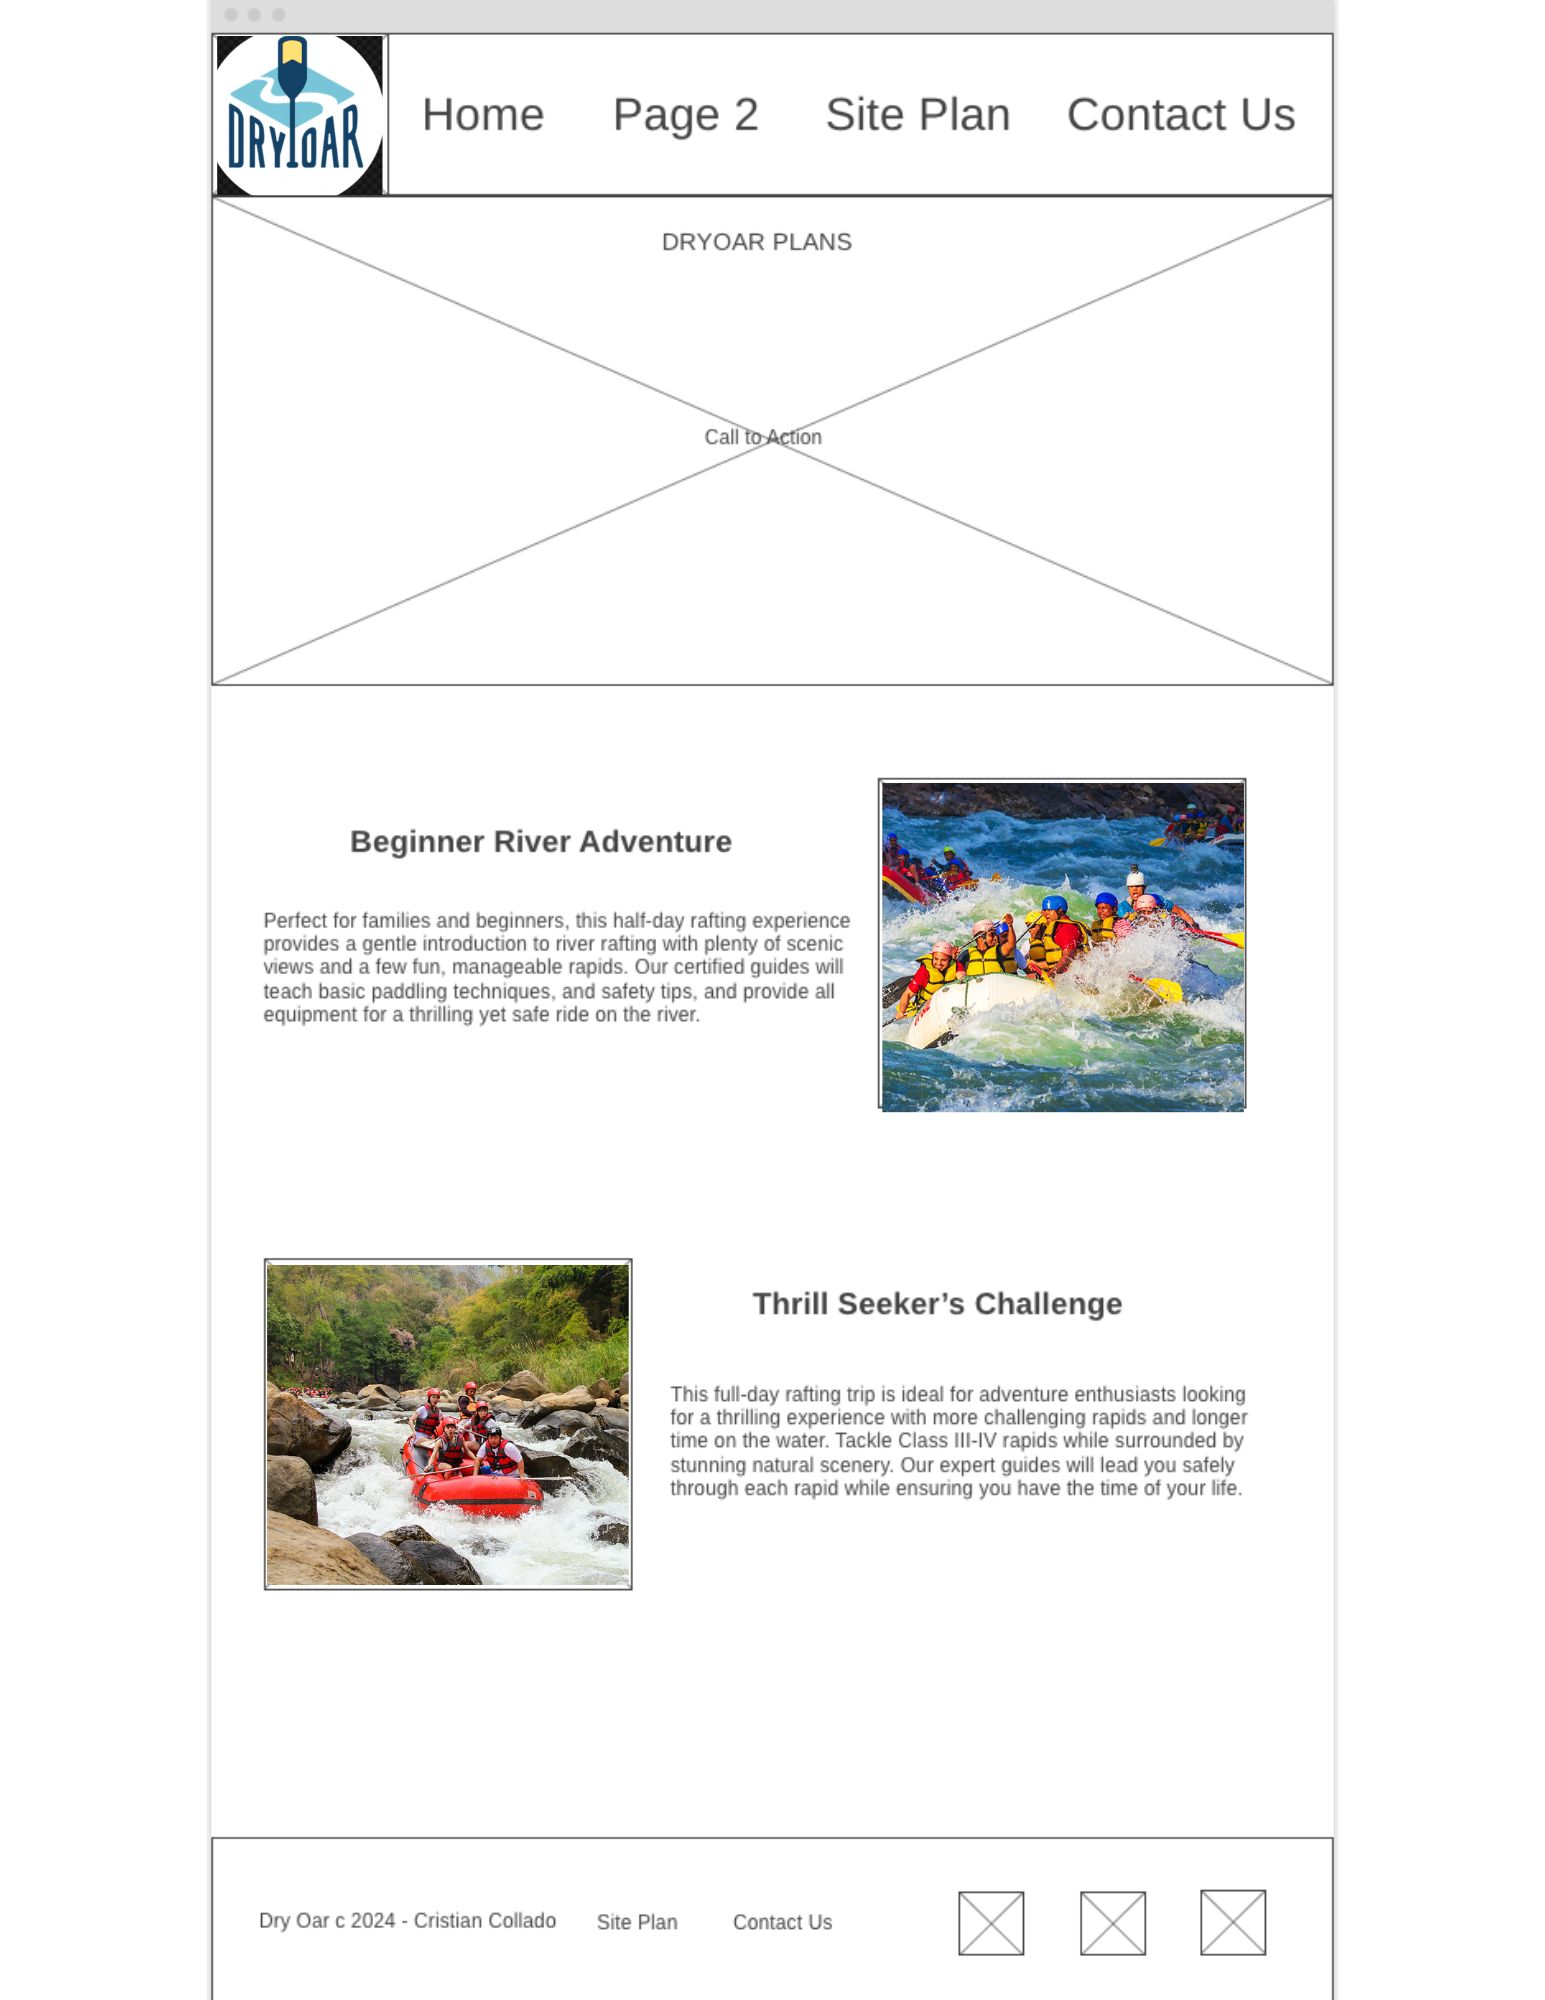 DRYOAR
Home Page 2 Site Plan Contact Us
DRYOAR PLANS
Call to Action
Beginner River Adventure
Perfect for families and beginners, this half-day rafting experience
provides a gentle introduction to river rafting with plenty of scenic
views and a few fun, manageable rapids. Our certified guides will
teach basic paddling techniques, and safety tips, and provide all
equipment for a thrilling yet safe ride on the river.
Thrill Seeker’s Challenge
This full-day rafting trip is ideal for adventure enthusiasts looking
for a thrilling experience with more challenging rapids and longer
time on the water. Tackle Class III-IV rapids while surrounded by
stunning natural scenery. Our expert guides will lead you safely
through each rapid while ensuring you have the time of your life.
Dry Oar c 2024 - Cristian Collado Site Plan Contact Us